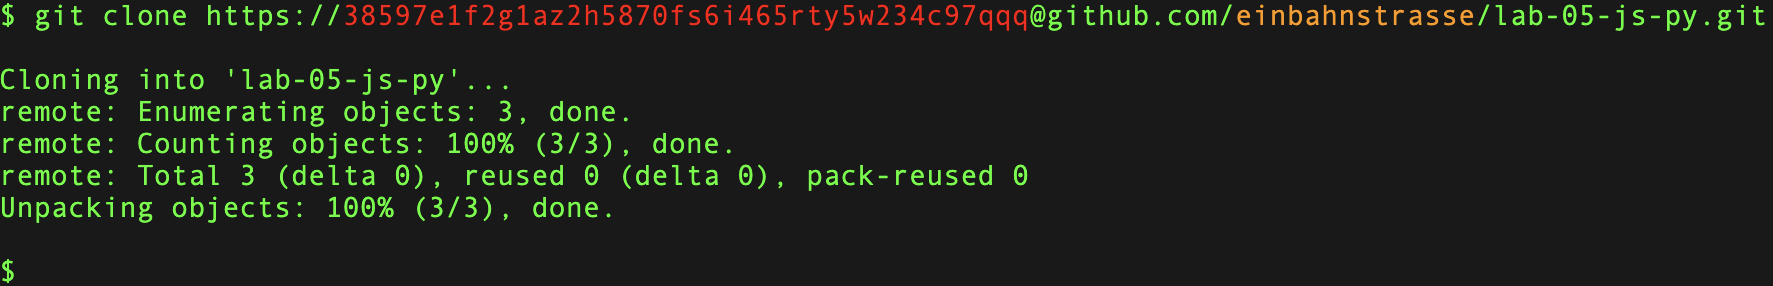 $ git clone https://38597e1f2g1az2h5870fs6i465rty5w234c97qqq@github.com/einbahnstrasse/lab-05-js-py.git
Cloning into 'lab-05-js-py'...
remote: Enumerating objects: 3, done.
remote: Counting objects: 100% (3/3), done.
remote: Total 3 (delta 0), reused 0 (delta 0), pack-reused 0
Unpacking objects: 100% (3/3), done.
$